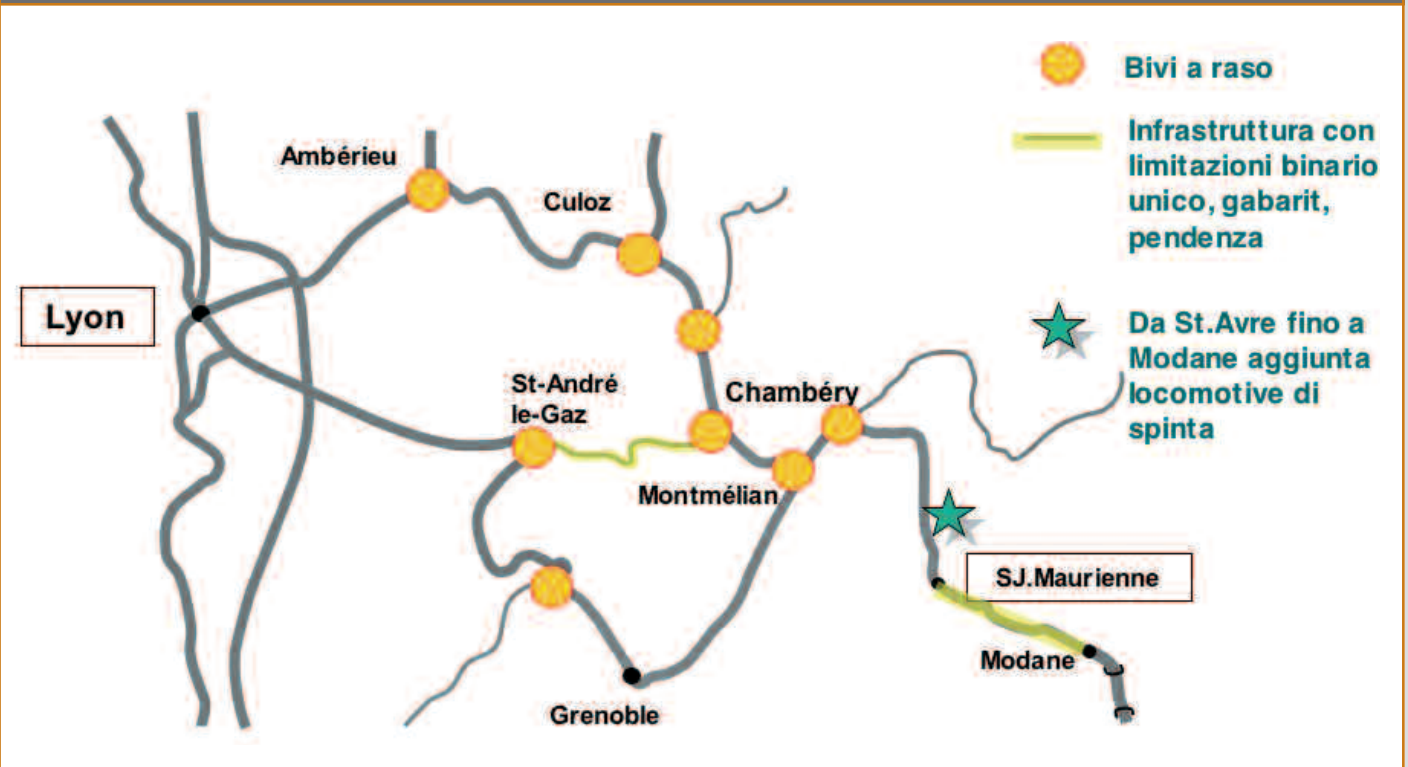 Bivi a raso
Infrastruttura con
limitazioni binario
unico, gabarit,
pendenza
Da St.Avre fino a
Modane aggiunta
locomotive di
spinta
Ambérieu
Culoz
Lyon
St-André
le-Gaz
Chambéry
Montmélian
SJ.Maurienne
Modane
Grenoble